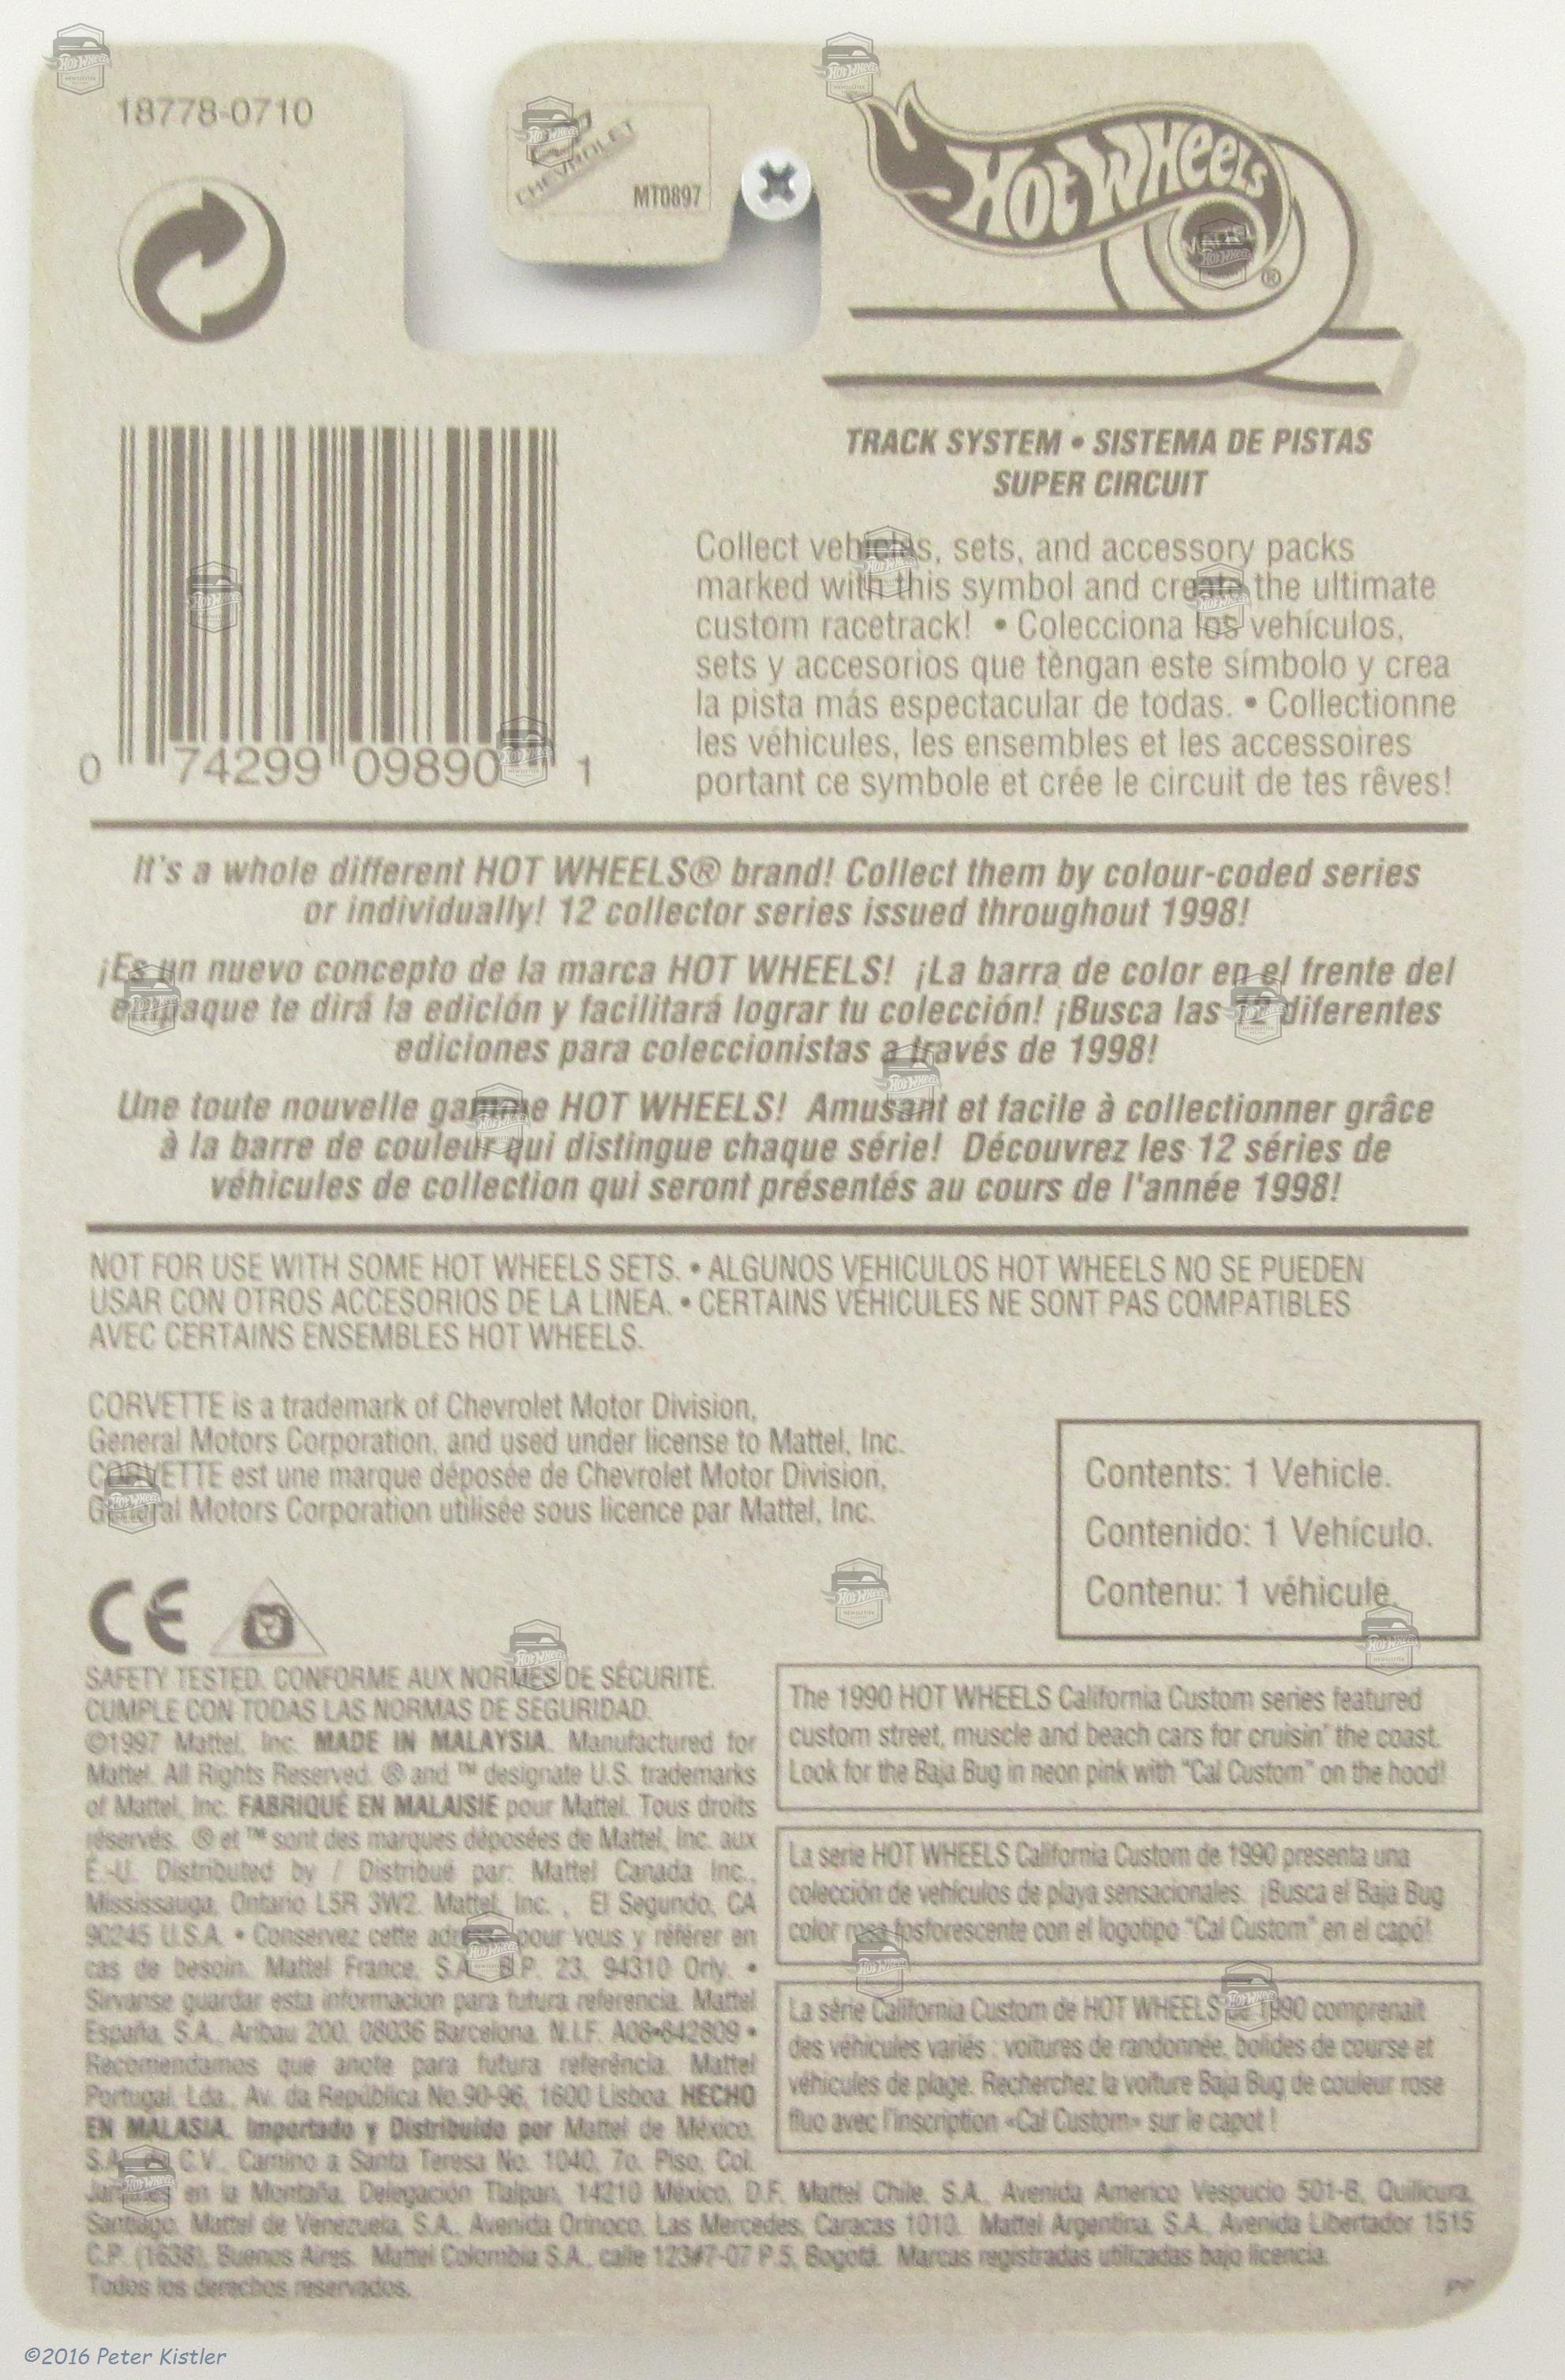 18778-0710
CHEVROLET
MT0897
HOT WHEELS
MATTEL
®
TRACK SYSTEM • SISTEMA DE PISTAS
SUPER CIRCUIT
Collect vehicles, sets, and accessory packs
marked with this symbol and create the ultimate
custom racetrack! • Colecciona los vehículos,
sets y accesorios que tèngan este símbolo y crea
la pista más espectacular de todas. • Collectionne
les véhicules, les ensembles et les accessoires
portant ce symbole et crée le circuit de tes rêves!
0 74299 09890 1
It's a whole different HOT WHEELS® brand! Collect them by colour-coded series
or individually! 12 collector series issued throughout 1998!
¡Es un nuevo concepto de la marca HOT WHEELS! ¡La barra de color en el frente del
empaque te dirá la edición y facilitará lograr tu colección! ¡Busca las 12 diferentes
ediciones para coleccionistas a través de 1998!
Une toute nouvelle gamme HOT WHEELS! Amusant et facile à collectionner grâce
à la barre de couleur qui distingue chaque série! Découvrez les 12 séries de
véhicules de collection qui seront présentés au cours de l'année 1998!
NOT FOR USE WITH SOME HOT WHEELS SETS. • ALGUNOS VEHICULOS HOT WHEELS NO SE PUEDEN
USAR CON OTROS ACCESORIOS DE LA LINEA. • CERTAINS VÉHICULES NE SONT PAS COMPATIBLES
AVEC CERTAINS ENSEMBLES HOT WHEELS.
CORVETTE is a trademark of Chevrolet Motor Division,
General Motors Corporation, and used under license to Mattel, Inc.
CORVETTE est une marque déposée de Chevrolet Motor Division,
General Motors Corporation utilisée sous licence par Mattel, Inc.
Contents: 1 Vehicle.
Contenido: 1 Vehículo.
Contenu: 1 véhicule.
CE
SAFETY TESTED. CONFORME AUX NORMES DE SÉCURITÉ.
CUMPLE CON TODAS LAS NORMAS DE SEGURIDAD.
©1997 Mattel, Inc. MADE IN MALAYSIA. Manufactured for
Mattel. All Rights Reserved. ® and ™ designate U.S. trademarks
of Mattel, Inc. FABRIQUÉ EN MALAISIE pour Mattel. Tous droits
réservés. ® et ™ sont des marques déposées de Mattel, Inc. aux
É.-U. Distributed by / Distribué par: Mattel Canada Inc.,
Mississauga, Ontario L5R 3W2. Mattel, Inc. , El Segundo, CA
90245 U.S.A. • Conservez cette adresse pour vous y référer en
cas de besoin. Mattel France, S.A., B.P. 23, 94310 Orly. •
Sirvanse guardar esta informacion para futura referencia. Mattel
España, S.A., Aribau 200, 08036 Barcelona. N.I.F. A08•842809 •
Recomendamos que anote para futura referência. Mattel
Portugal, Lda., Av. da República No.90-96, 1600 Lisboa. HECHO
EN MALASIA. Importado y Distribuido por Mattel de México,
S.A. de C.V., Camino a Santa Teresa No. 1040, 7o. Piso, Col.
Jardines en la Montaña, Delegación Tlalpan, 14210 México, D.F. Mattel Chile, S.A., Avenida Americo Vespucio 501-B, Quilicura,
Santiago. Mattel de Venezuela, S.A., Avenida Orinoco, Las Mercedes, Caracas 1010. Mattel Argentina, S.A., Avenida Libertador 1515
C.P. (1638), Buenos Aires. Mattel Colombia S.A., calle 123#7-07 P.5, Bogotá. Marcas registradas utilizadas bajo licencia.
Todos los derechos reservados.
The 1990 HOT WHEELS California Custom series featured
custom street, muscle and beach cars for cruisin' the coast.
Look for the Baja Bug in neon pink with "Cal Custom" on the hood!
La serie HOT WHEELS California Custom de 1990 presenta una
colección de vehículos de playa sensacionales. ¡Busca el Baja Bug
color rosa fosforescente con el logotipo "Cal Custom" en el capó!
La série California Custom de HOT WHEELS de 1990 comprenait
des véhicules variés : voitures de randonnée, bolides de course et
véhicules de plage. Recherchez la voiture Baja Bug de couleur rose
fluo avec l'inscription «Cal Custom» sur le capot !
©2016 Peter Kistler